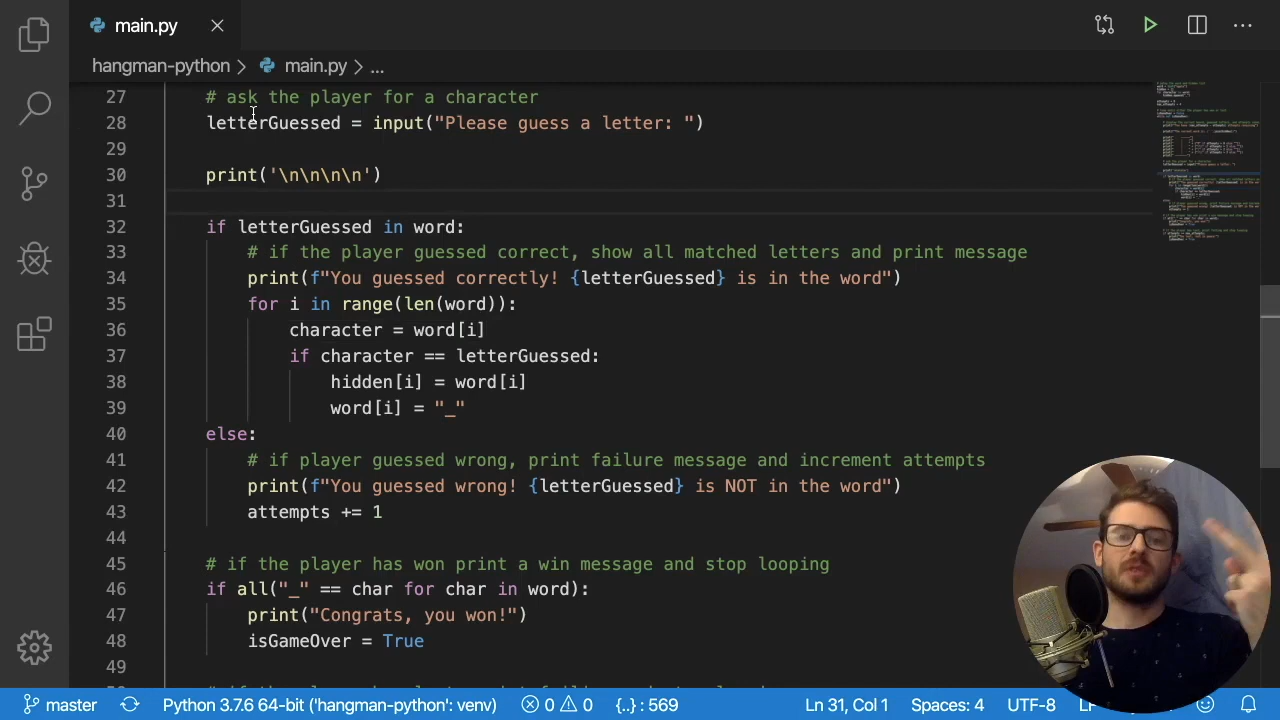 main.py
hangman-python > main.py > ...
27 # ask the player for a character
28 letterGuessed = input("Please guess a letter: ")
29
30 print('\n\n\n\n')
31
32 if letterGuessed in word:
33 # if the player guessed correct, show all matched letters and print message
34 print(f"You guessed correctly! {letterGuessed} is in the word")
35 for i in range(len(word)):
36 character = word[i]
37 if character == letterGuessed:
38 hidden[i] = word[i]
39 word[i] = "_"
40 else:
41 # if player guessed wrong, print failure message and increment attempts
42 print(f"You guessed wrong! {letterGuessed} is NOT in the word")
43 attempts += 1
44
45 # if the player has won print a win message and stop looping
46 if all("_" == char for char in word):
47 print("Congrats, you won!")
48 isGameOver = True
49
master Python 3.7.6 64-bit ('hangman-python': venv) 0 0 {..}: 569 Ln 31, Col 1 Spaces: 4 UTF-8